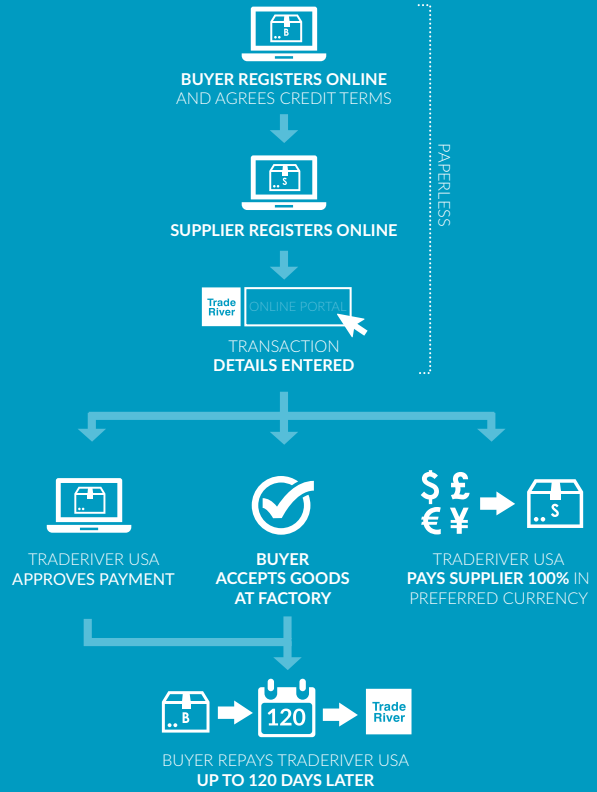 B
BUYER REGISTERS ONLINE
AND AGREES CREDIT TERMS
PAPERLESS
S
SUPPLIER REGISTERS ONLINE
Trade
River
ONLINE PORTAL
TRANSACTION
DETAILS ENTERED
TRADERIVER USA
APPROVES PAYMENT
BUYER
ACCEPTS GOODS
AT FACTORY
$ £
€ ¥
S
TRADERIVER USA
PAYS SUPPLIER 100% IN
PREFERRED CURRENCY
B
120
Trade
River
BUYER REPAYS TRADERIVER USA
UP TO 120 DAYS LATER